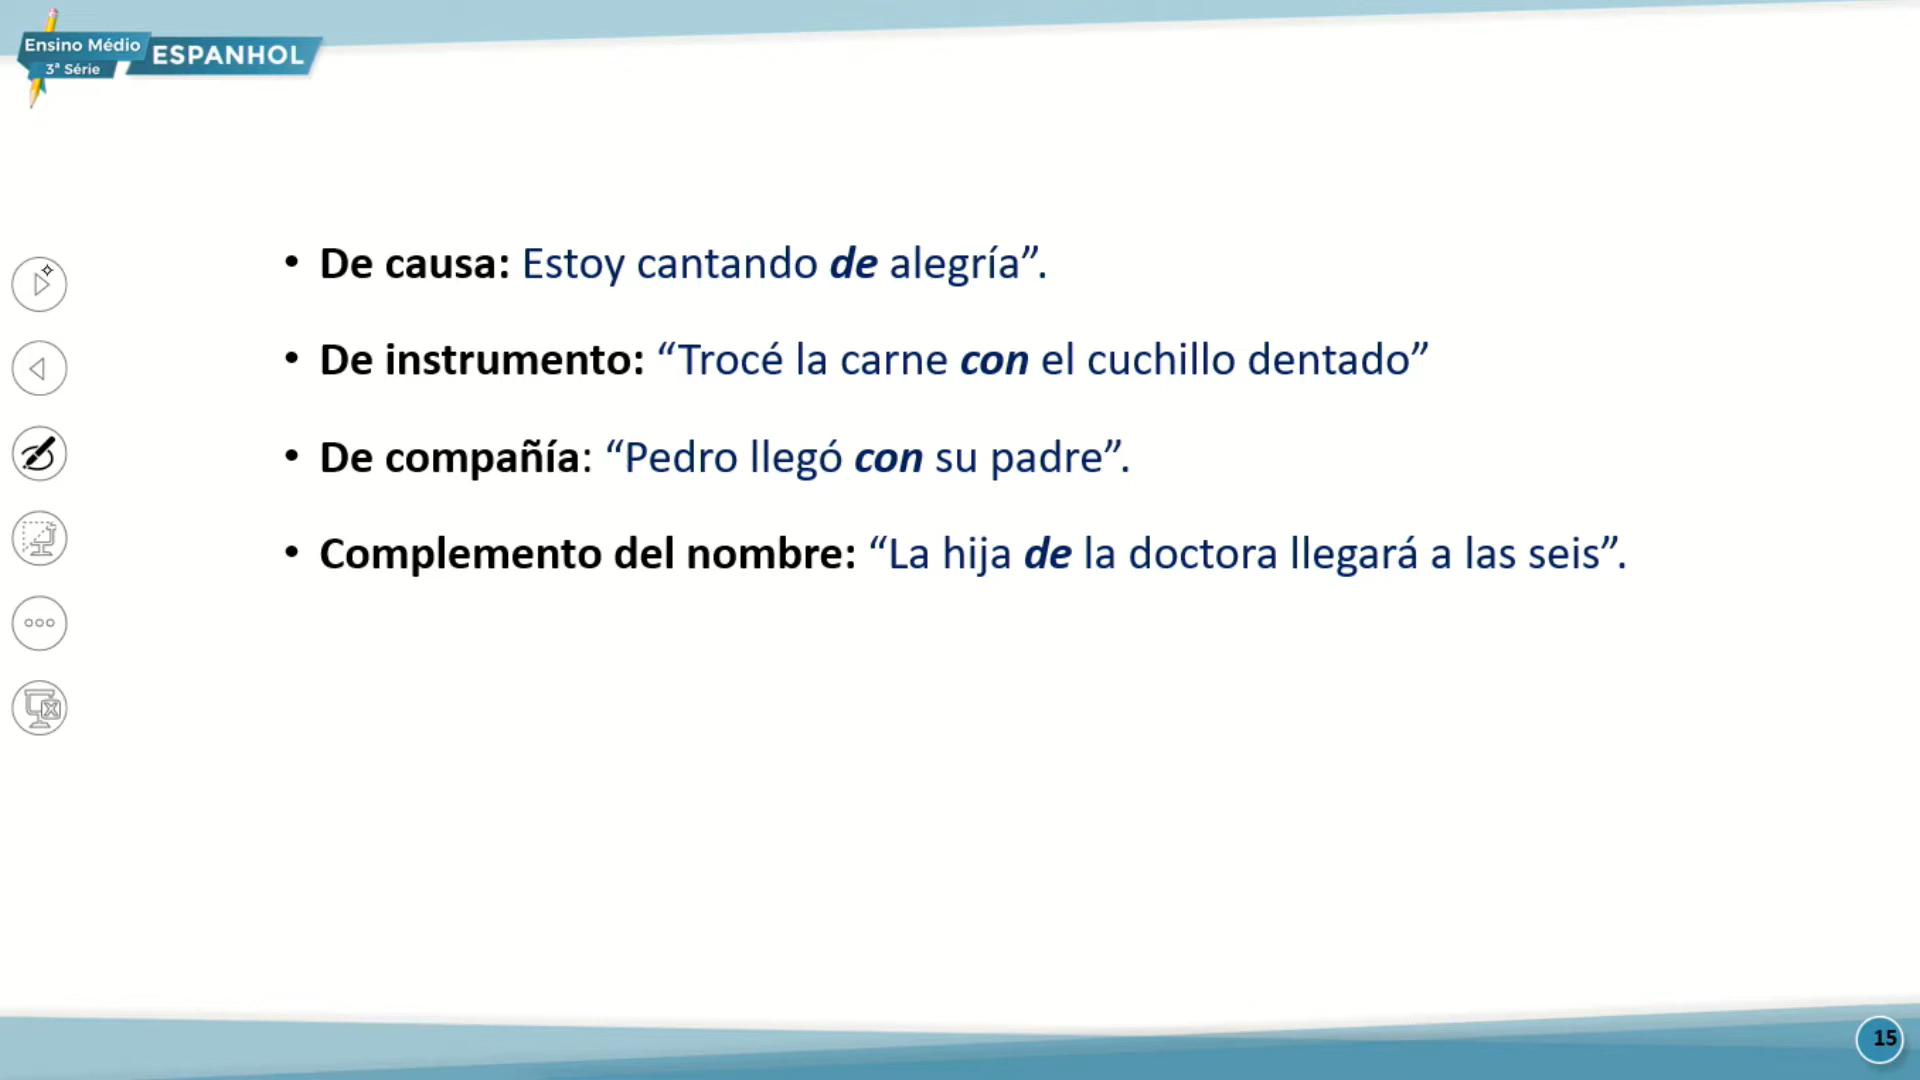 Ensino Médio
3ª Série
ESPANHOL
• De causa: Estoy cantando de alegría”.
• De instrumento: “Trocé la carne con el cuchillo dentado”
• De compañía: “Pedro llegó con su padre”.
• Complemento del nombre: “La hija de la doctora llegará a las seis”.
15